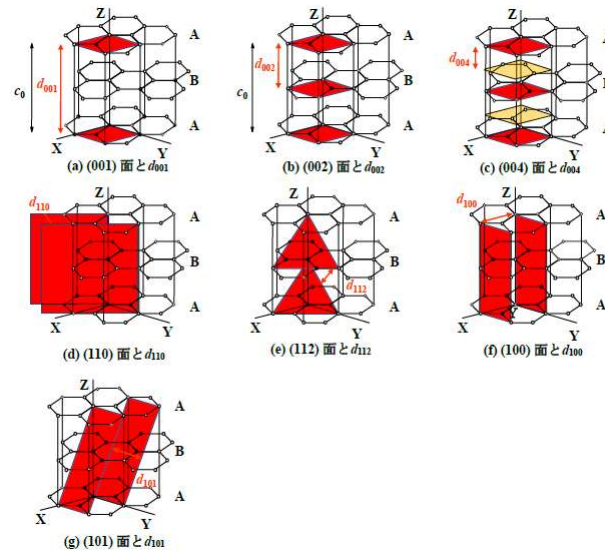 Z
A
d001
c0
B
A
X
Y
(a) (001) 面とd001
Z
A
d002
c0
B
A
X
Y
(b) (002) 面とd002
Z
A
d004
A
X
Y
(c) (004) 面とd004
Z
d110
A
B
A
X
Y
(d) (110) 面とd110
Z
A
B
d112
A
X
Y
(e) (112) 面とd112
Z
d100
A
B
A
X
Y
Y
(f) (100) 面とd100
Z
A
B
d101
A
X
Y
(g) (101) 面とd101